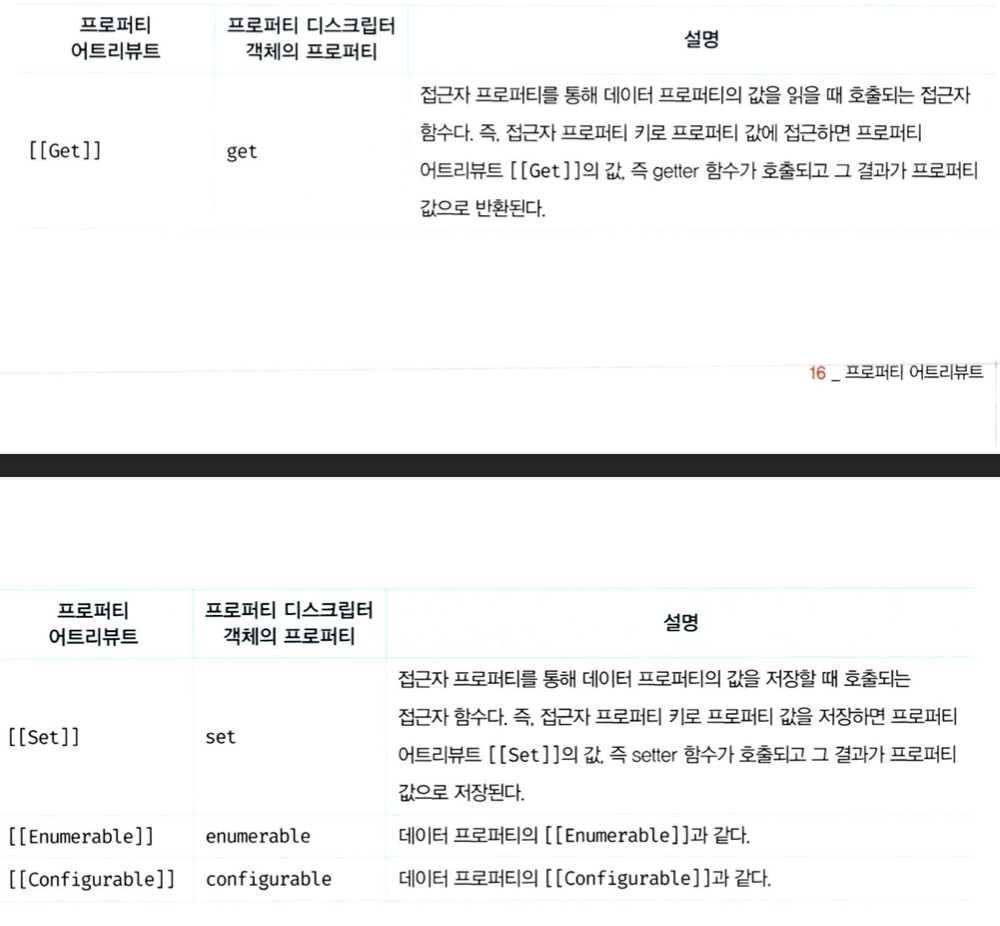 프로퍼티
어트리뷰트
프로퍼티 디스크립터
객체의 프로퍼티
설명
[[Get]]
get
접근자 프로퍼티를 통해 데이터 프로퍼티의 값을 읽을 때 호출되는 접근자
함수다. 즉, 접근자 프로퍼티 키로 프로퍼티 값에 접근하면 프로퍼티
어트리뷰트 [[Get]]의 값, 즉 getter 함수가 호출되고 그 결과가 프로퍼티
값으로 반환된다.
16 _ 프로퍼티 어트리뷰트
프로퍼티
어트리뷰트
프로퍼티 디스크립터
객체의 프로퍼티
설명
[[Set]]
set
접근자 프로퍼티를 통해 데이터 프로퍼티의 값을 저장할 때 호출되는
접근자 함수다. 즉, 접근자 프로퍼티 키로 프로퍼티 값을 저장하면 프로퍼티
어트리뷰트 [[Set]]의 값, 즉 setter 함수가 호출되고 그 결과가 프로퍼티
값으로 저장된다.
[[Enumerable]]
enumerable
데이터 프로퍼티의 [[Enumerable]]과 같다.
[[Configurable]]
configurable
데이터 프로퍼티의 [[Configurable]]과 같다.